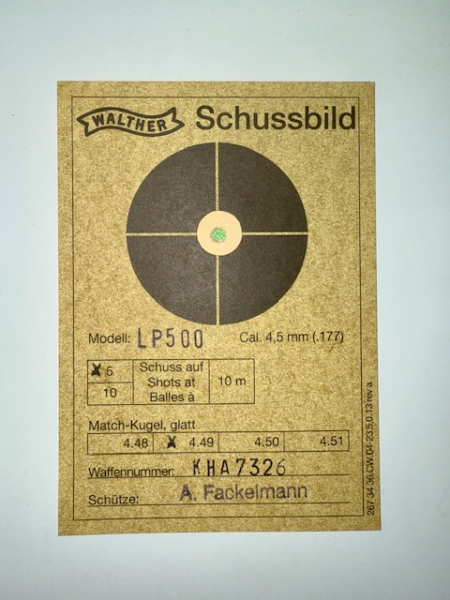 WALTHER Schussbild
Modell: LP500 Cal. 4,5 mm (.177)
X 5
10
Schuss auf
Shots at
Balles à
10 m
Match-Kugel, glatt
4.48 X 4.49 4.50 4.51
Waffennummer: KHA7326
Schütze: A. Fackelmann
267 34 36.CW.04-23.5.0.13 rev a